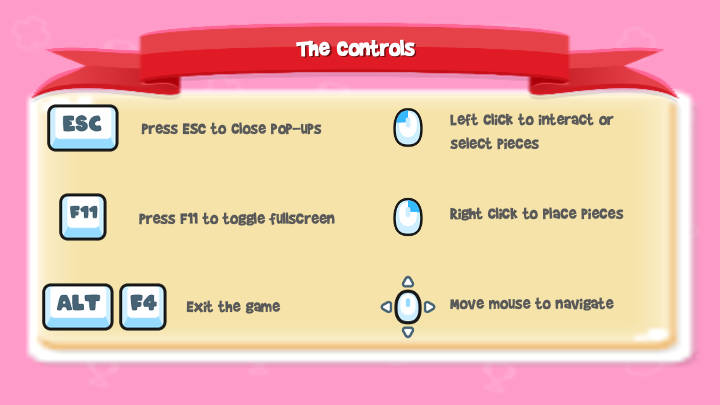 The Controls
ESC
Press ESC to close pop-ups
Left click to interact or
select pieces
F11
Press F11 to toggle fullscreen
Right click to place pieces
ALT F4
Exit the game
Move mouse to navigate